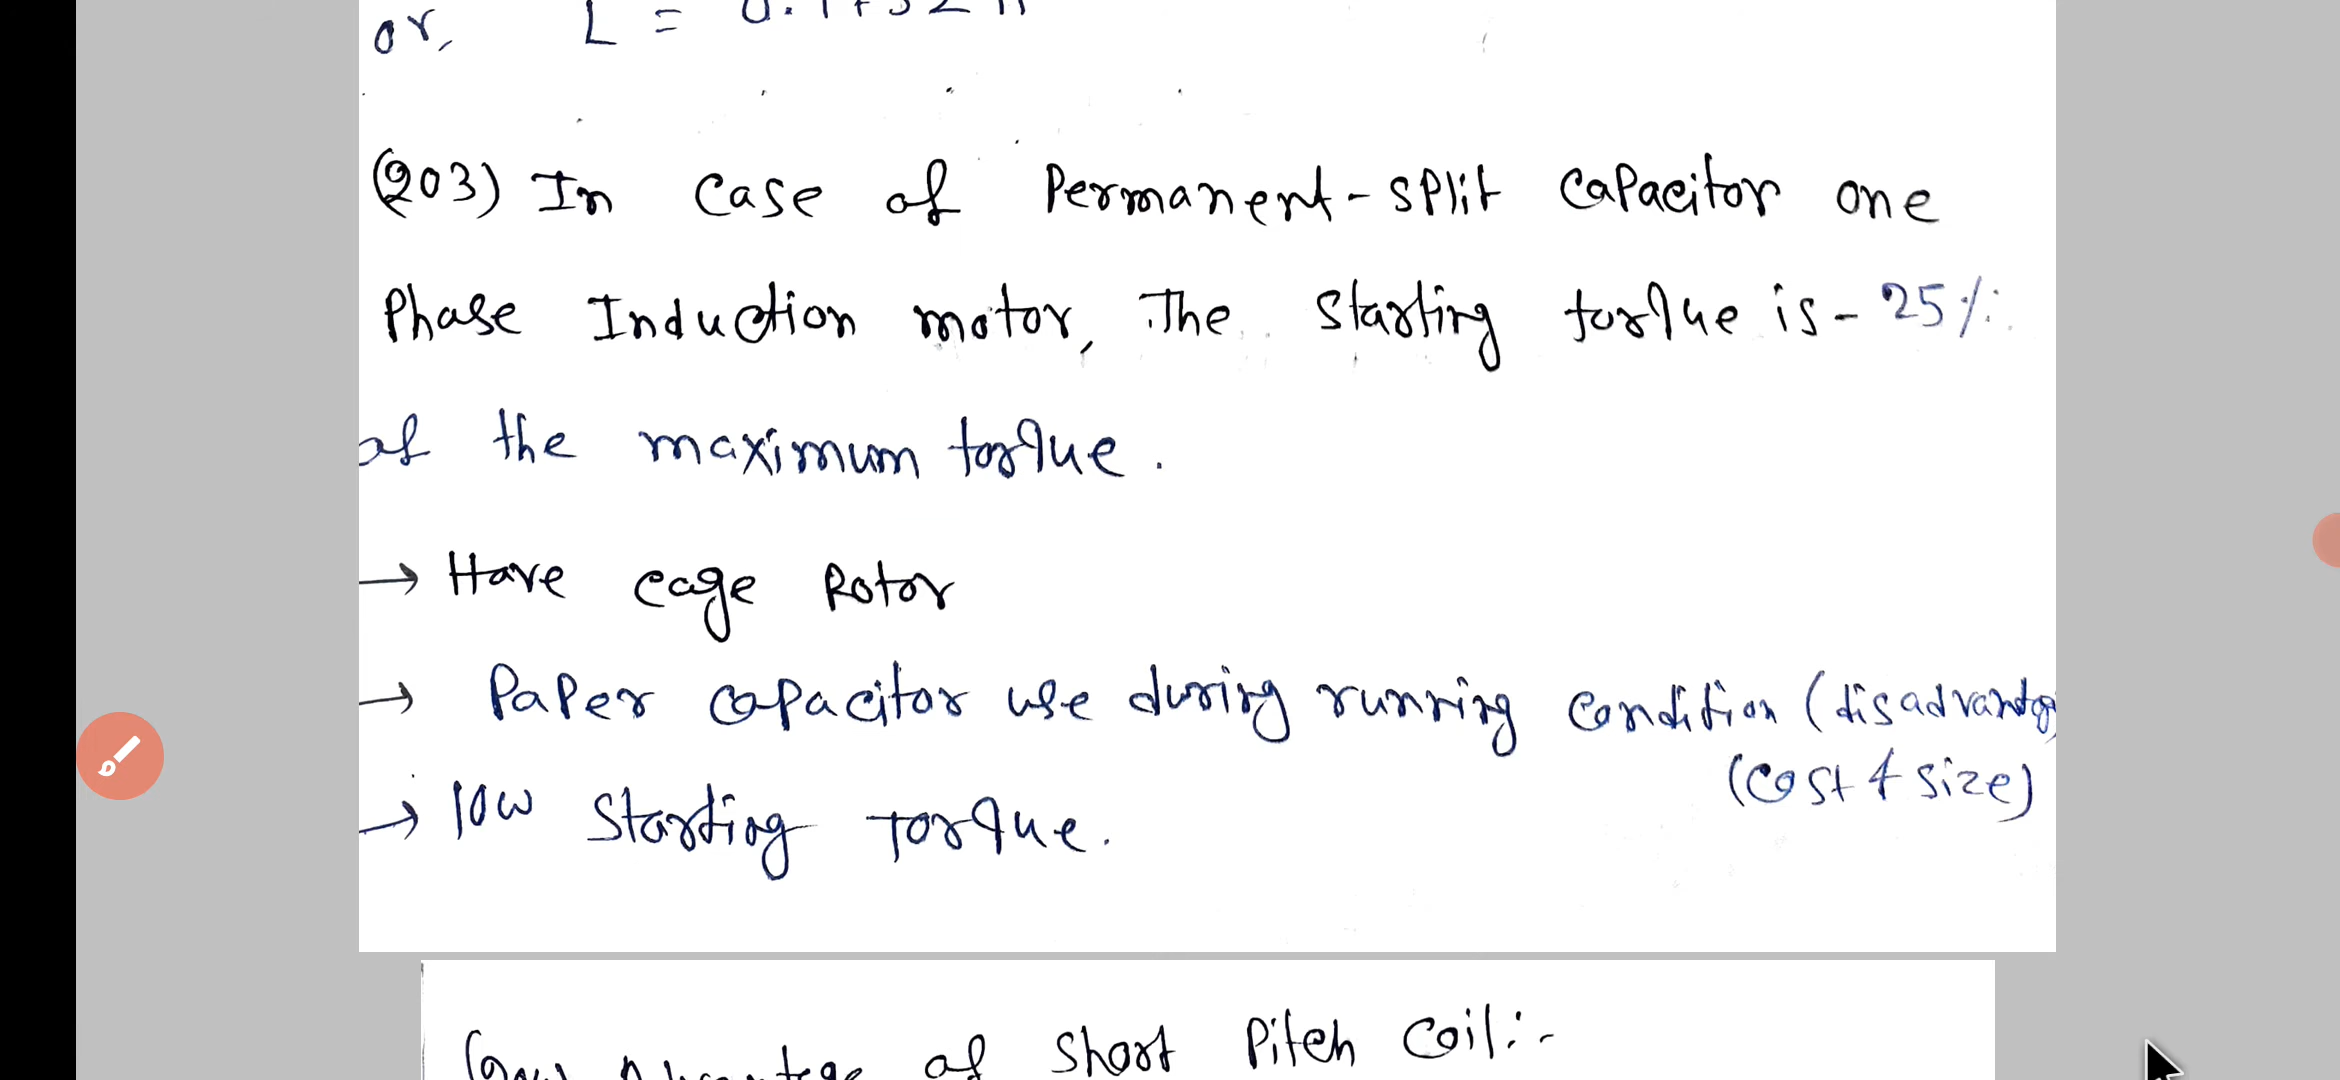 or,    L =
(203) In case of Permanent-split capacitor one
Phase Induction motor, The starting torque is - 25%
of the maximum torque.
→ Have cage Rotor
→ Paper capacitor use during running condition (disadvantag
(cost & size)
→ low starting Torque.
of short Pitch coil:-